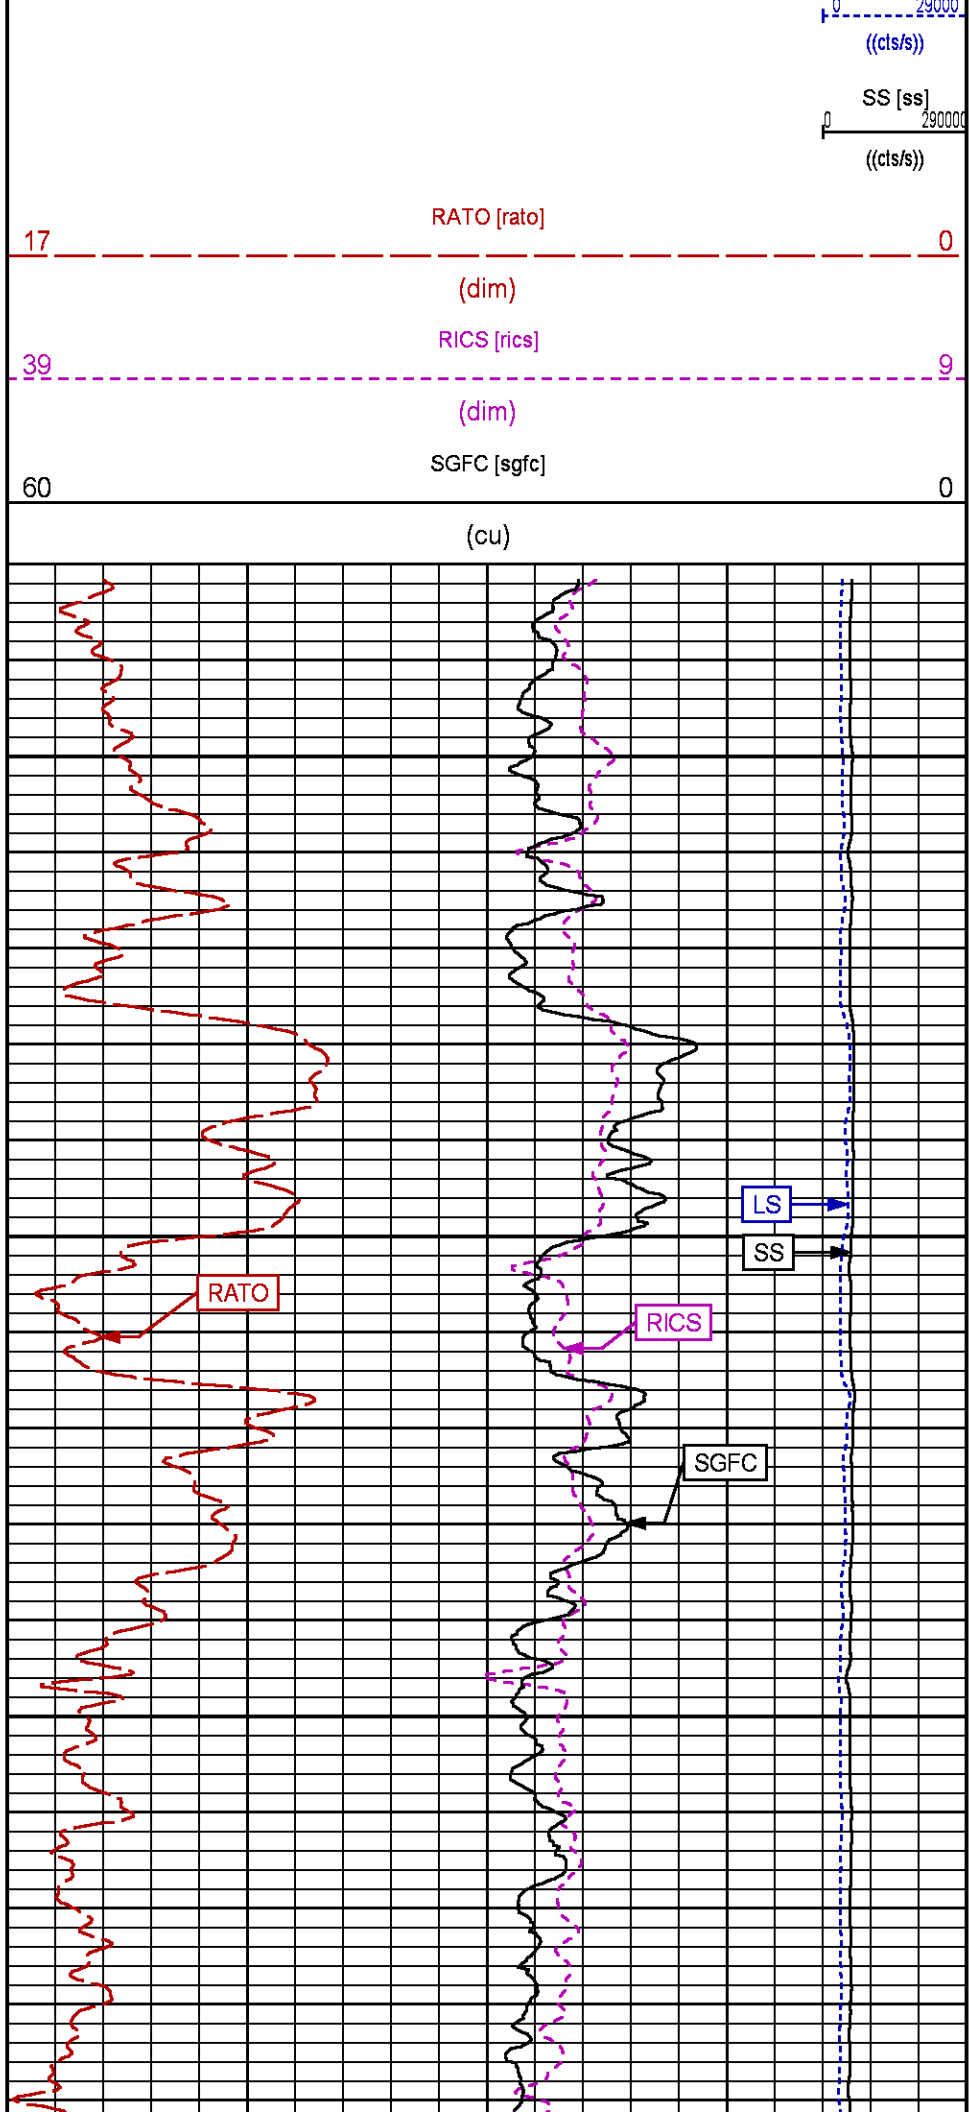 0 29000
((cts/s))
SS [ss]
0 290000
((cts/s))
RATO [rato]
17 0
(dim)
RICS [rics]
39 9
(dim)
SGFC [sgfc]
60 0
(cu)
LS
SS
RATO
RICS
SGFC